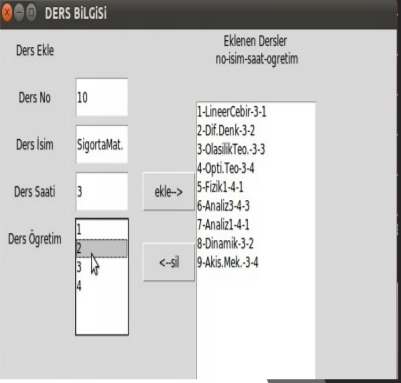 DERS BiLGiSi
Ders Ekle
Eklenen Dersler
no-isim-saat-ogretim
Ders No
10
Ders İsim
SigortaMat.
Ders Saati
3
Ders Ögretim
1
2
3
4
ekle-->
<--sil
1-LineerCebir-3-1
2-Dif.Denk-3-2
3-OlasilikTeo.-3-3
4-Opti.Teo-3-4
5-Fizik1-4-1
6-Analiz3-4-3
7-Analiz1-4-1
8-Dinamik-3-2
9-Akis.Mek.-3-4